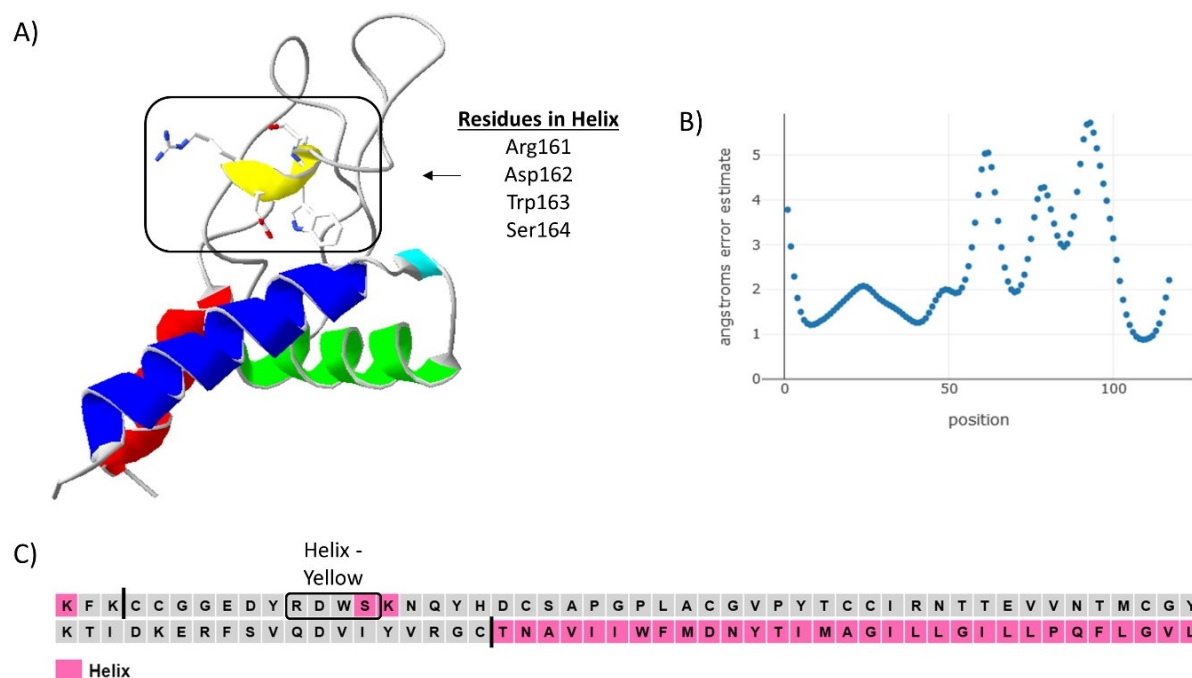 A)
Residues in Helix
Arg161
Asp162
Trp163
Ser164
B)
angstroms error estimate
5
4
3
2
1
0
0
50
100
position
C)
Helix -
Yellow
K F K C C G G E D Y R D W S K N Q Y H D C S A P G P L A C G V P Y T C C I R N T T E V V N T M C G Y
K T I D K E R F S V Q D V I Y V R G C T N A V I I W F M D N Y T I M A G I L L G I L L P Q F L G V L
Helix